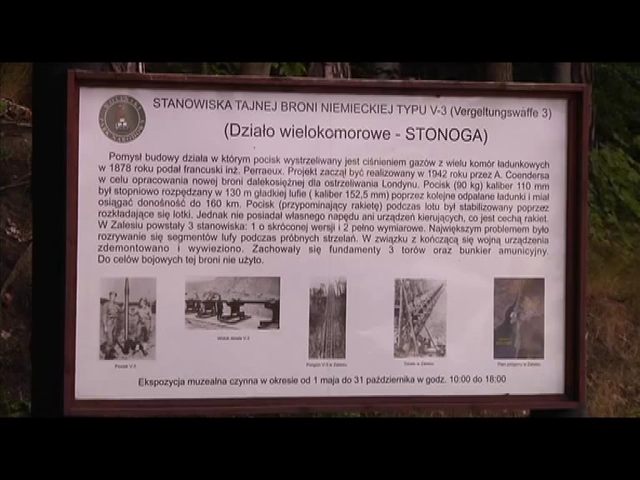 STANOWISKA TAJNEJ BRONI NIEMIECKIEJ TYPU V-3 (Vergeltungswaffe 3)
(Działo wielokomorowe - STONOGA)
Pomysł budowy działa w którym pocisk wystrzeliwany jest ciśnieniem gazów z wielu komór ładunkowych
w 1878 roku podał francuski inż. Perraeux. Projekt zaczął być realizowany w 1942 roku przez A. Coendersa
w celu opracowania nowej broni dalekosiężnej dla ostrzeliwania Londynu. Pocisk (90 kg) kaliber 110 mm
był stopniowo rozpędzany w 130 m gładkiej lufie ( kaliber 152,5 mm) poprzez kolejne odpalane ładunki i miał
osiągać donośność do 160 km. Pocisk (przypominający rakietę) podczas lotu był stabilizowany poprzez
rozkładające się lotki. Jednak nie posiadał własnego napędu ani urządzeń kierujących, co jest cechą rakiet.
W Zalesiu powstały 3 stanowiska: 1 o skróconej wersji i 2 pełno wymiarowe. Największym problemem było
rozrywanie się segmentów lufy podczas próbnych strzelań. W związku z kończącą się wojną urządzenia
zdemontowano i wywieziono. Zachowały się fundamenty 3 torów oraz bunkier amunicyjny.
Do celów bojowych tej broni nie użyto.
Pocisk V-3
Widok działa V-3
Ekspozycja muzealna czynna w okresie od 1 maja do 31 października w godz. 10:00 do 18:00